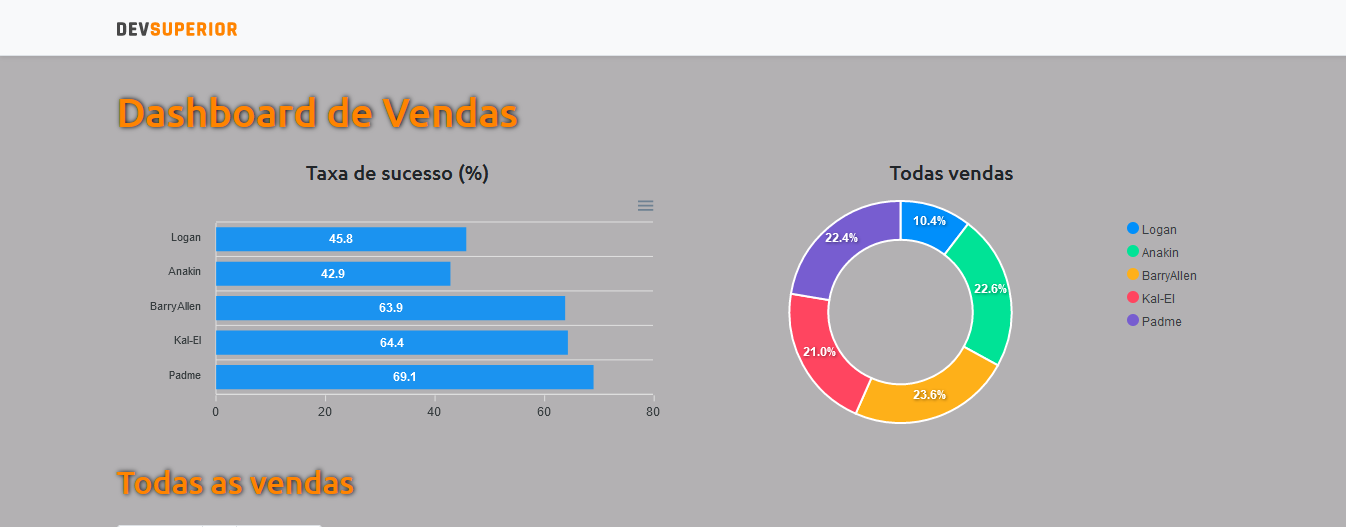 DEVSUPERIOR
Dashboard de Vendas
Taxa de sucesso (%)
Logan
45.8
Anakin
42.9
BarryAllen
63.9
Kal-El
64.4
Padme
69.1
0 20 40 60 80
Todas vendas
10.4%
22.6%
23.6%
21.0%
22.4%
Logan
Anakin
BarryAllen
Kal-El
Padme
Todas as vendas